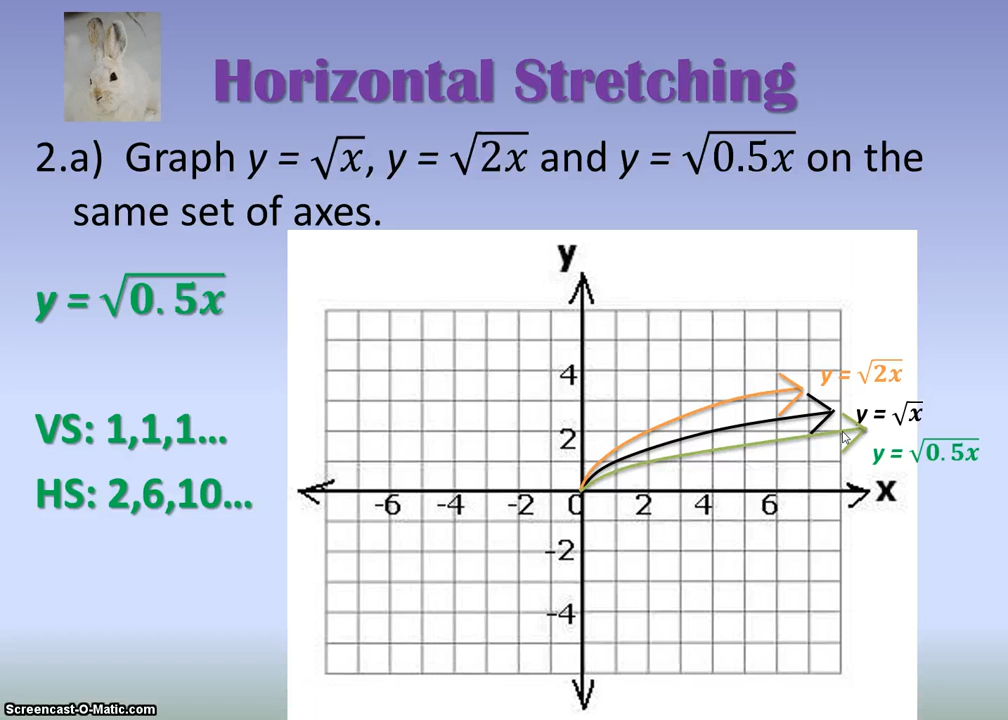 Horizontal Stretching
2.a) Graph y = √x, y = √2x and y = √0.5x on the
same set of axes.
y = √0.5x
VS: 1,1,1...
HS: 2,6,10...
y
4
y = √2x
y = √x
2
y = √0.5x
-6 -4 -2 0 2 4 6 x
-2
-4
Screencast-O-Matic.com